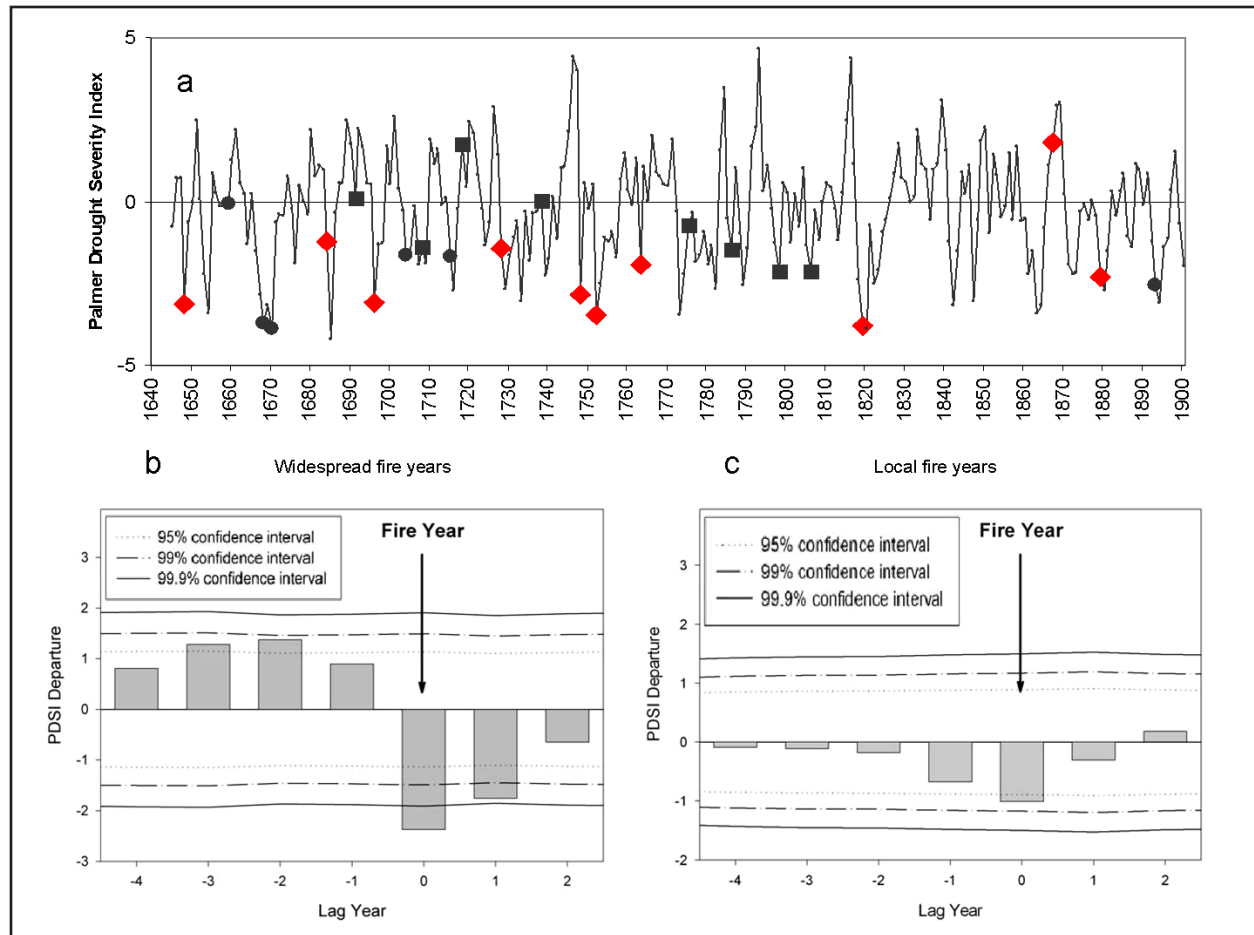 a
Palmer Drought Severity Index
5
0
-5
1640 1650 1660 1670 1680 1690 1700 1710 1720 1730 1740 1750 1760 1770 1780 1790 1800 1810 1820 1830 1840 1850 1860 1870 1880 1890 1900
b
Widespread fire years
95% confidence interval
99% confidence interval
99.9% confidence interval
Fire Year
PDSI Departure
3
2
1
0
-1
-2
-3
-4 -3 -2 -1 0 1 2
Lag Year
c
Local fire years
95% confidence interval
99% confidence interval
99.9% confidence interval
Fire Year
PDSI Departure
3
2
1
0
-1
-2
-4 -3 -2 -1 0 1 2
Lag Year